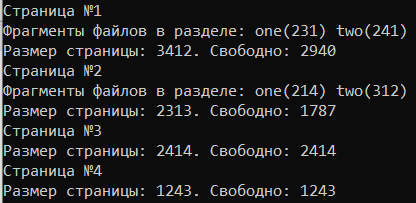 Страница №1
Фрагменты файлов в разделе: one(231) two(241)
Размер страницы: 3412. Свободно: 2940
Страница №2
Фрагменты файлов в разделе: one(214) two(312)
Размер страницы: 2313. Свободно: 1787
Страница №3
Размер страницы: 2414. Свободно: 2414
Страница №4
Размер страницы: 1243. Свободно: 1243